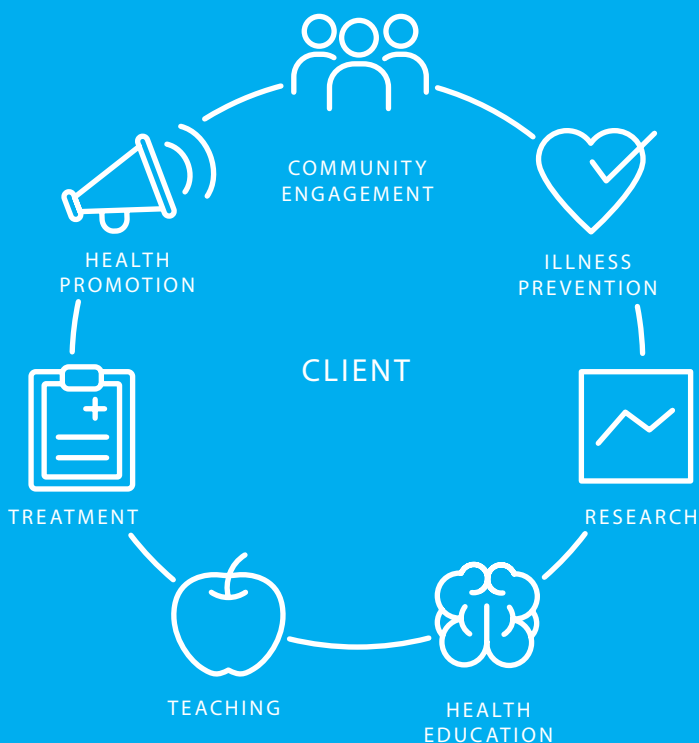 COMMUNITY
ENGAGEMENT
HEALTH
PROMOTION
ILLNESS
PREVENTION
CLIENT
TREATMENT
RESEARCH
TEACHING
HEALTH
EDUCATION